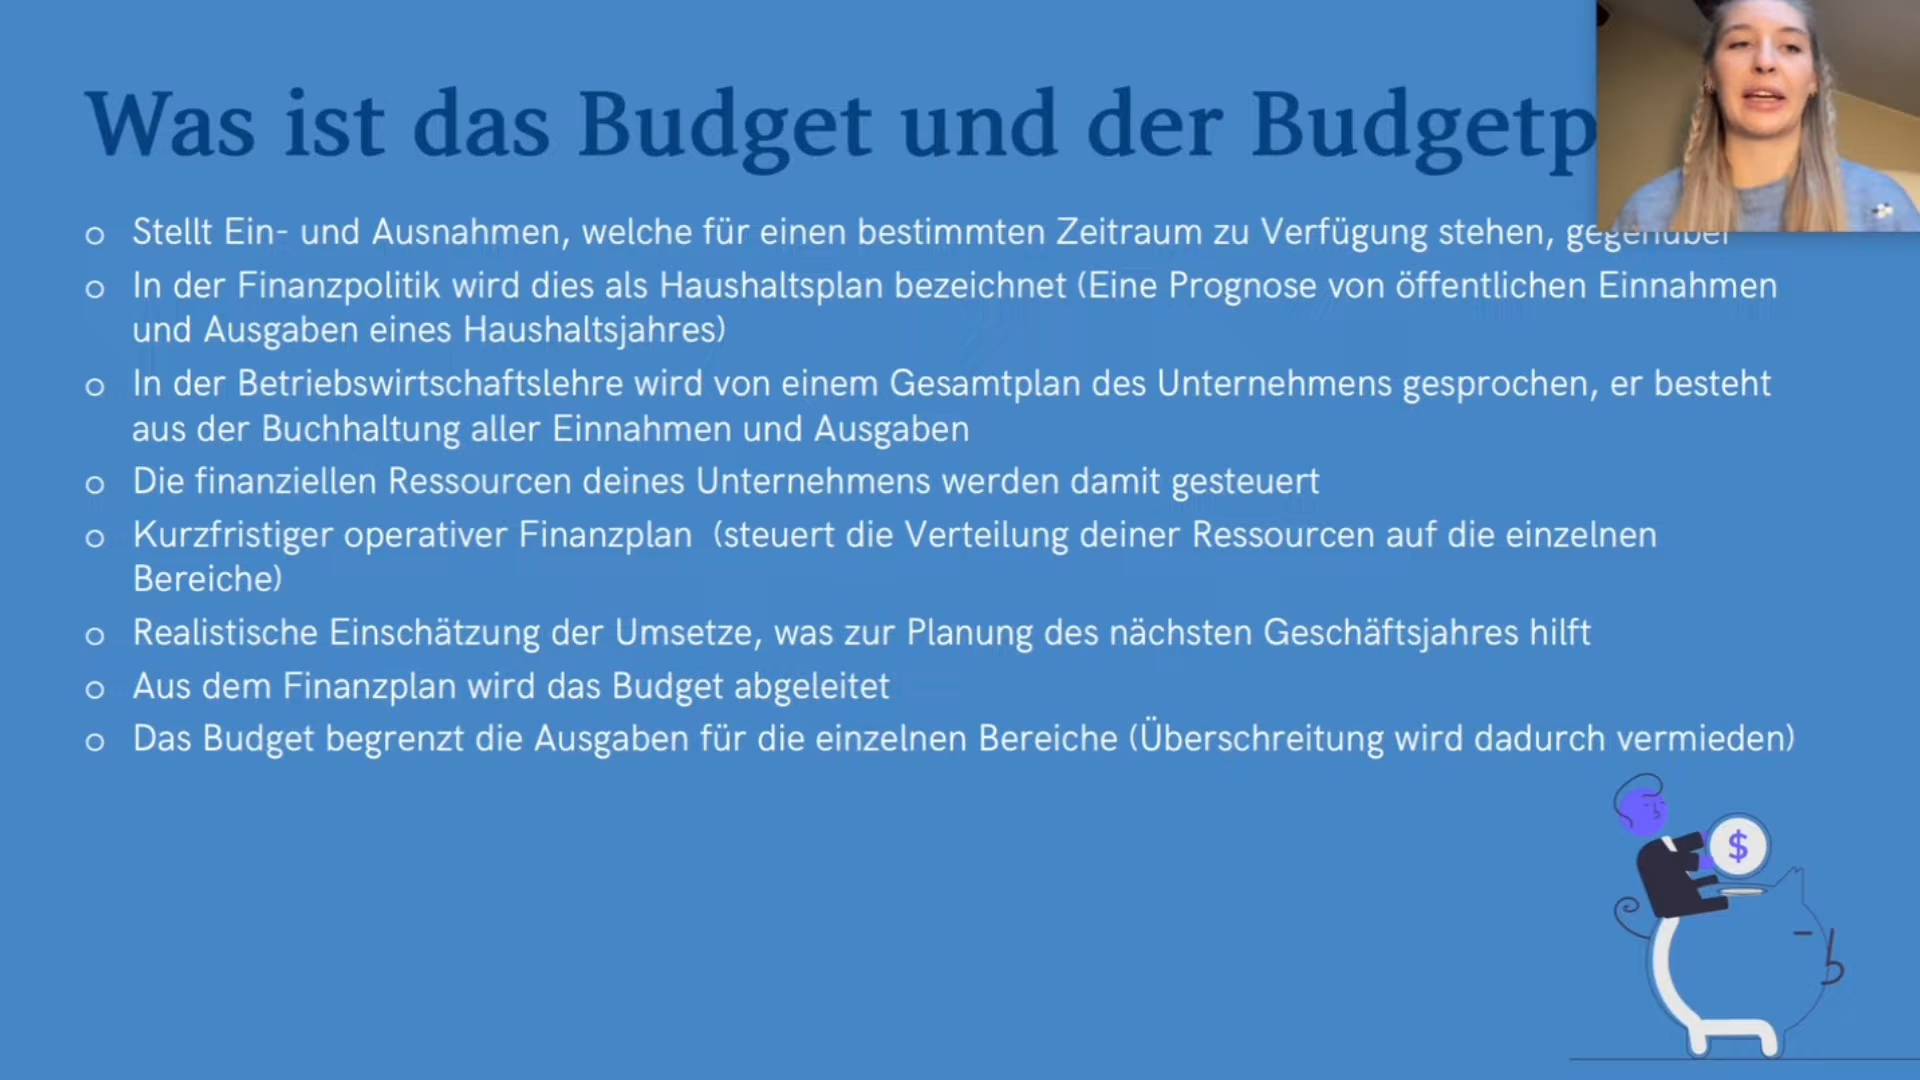 Was ist das Budget und der Budgetp
Stellt Ein- und Ausnahmen, welche für einen bestimmten Zeitraum zu Verfügung stehen, gegenüber
In der Finanzpolitik wird dies als Haushaltsplan bezeichnet (Eine Prognose von öffentlichen Einnahmen
und Ausgaben eines Haushaltsjahres)
In der Betriebswirtschaftslehre wird von einem Gesamtplan des Unternehmens gesprochen, er besteht
aus der Buchhaltung aller Einnahmen und Ausgaben
Die finanziellen Ressourcen deines Unternehmens werden damit gesteuert
Kurzfristiger operativer Finanzplan (steuert die Verteilung deiner Ressourcen auf die einzelnen
Bereiche)
Realistische Einschätzung der Umsetze, was zur Planung des nächsten Geschäftsjahres hilft
Aus dem Finanzplan wird das Budget abgeleitet
Das Budget begrenzt die Ausgaben für die einzelnen Bereiche (Überschreitung wird dadurch vermieden)
$